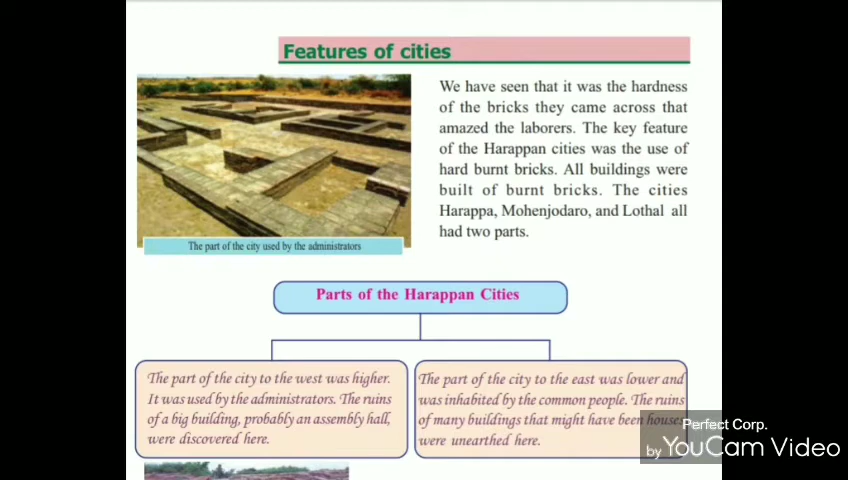 Features of cities
We have seen that it was the hardness
of the bricks they came across that
amazed the laborers. The key feature
of the Harappan cities was the use of
hard burnt bricks. All buildings were
built of burnt bricks. The cities
Harappa, Mohenjodaro, and Lothal all
had two parts.
The part of the city used by the administrators
Parts of the Harappan Cities
The part of the city to the west was higher.
It was used by the administrators. The ruins
of a big building, probably an assembly hall,
were discovered here.
The part of the city to the east was lower and
was inhabited by the common people. The ruins
of many buildings that might have been houses
were unearthed here.
Perfect Corp.
by YouCam Video